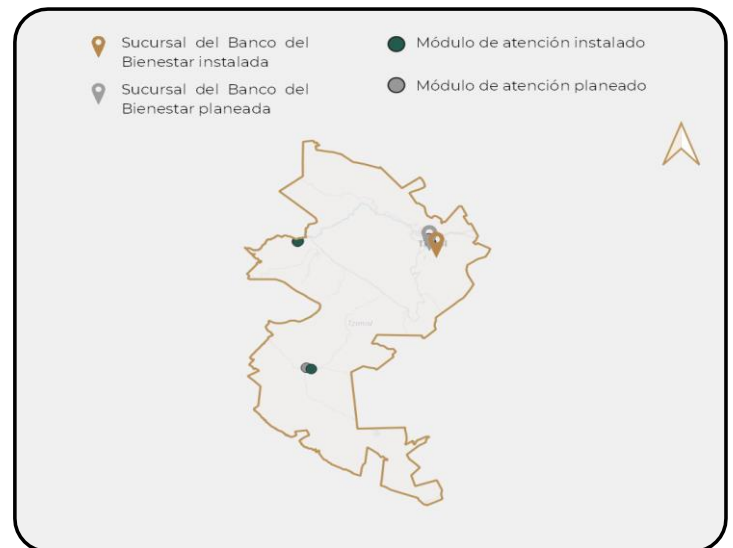 Sucursal del Banco del
Bienestar instalada
Sucursal del Banco del
Bienestar planeada
Módulo de atención instalado
Módulo de atención planeado
Tzimol